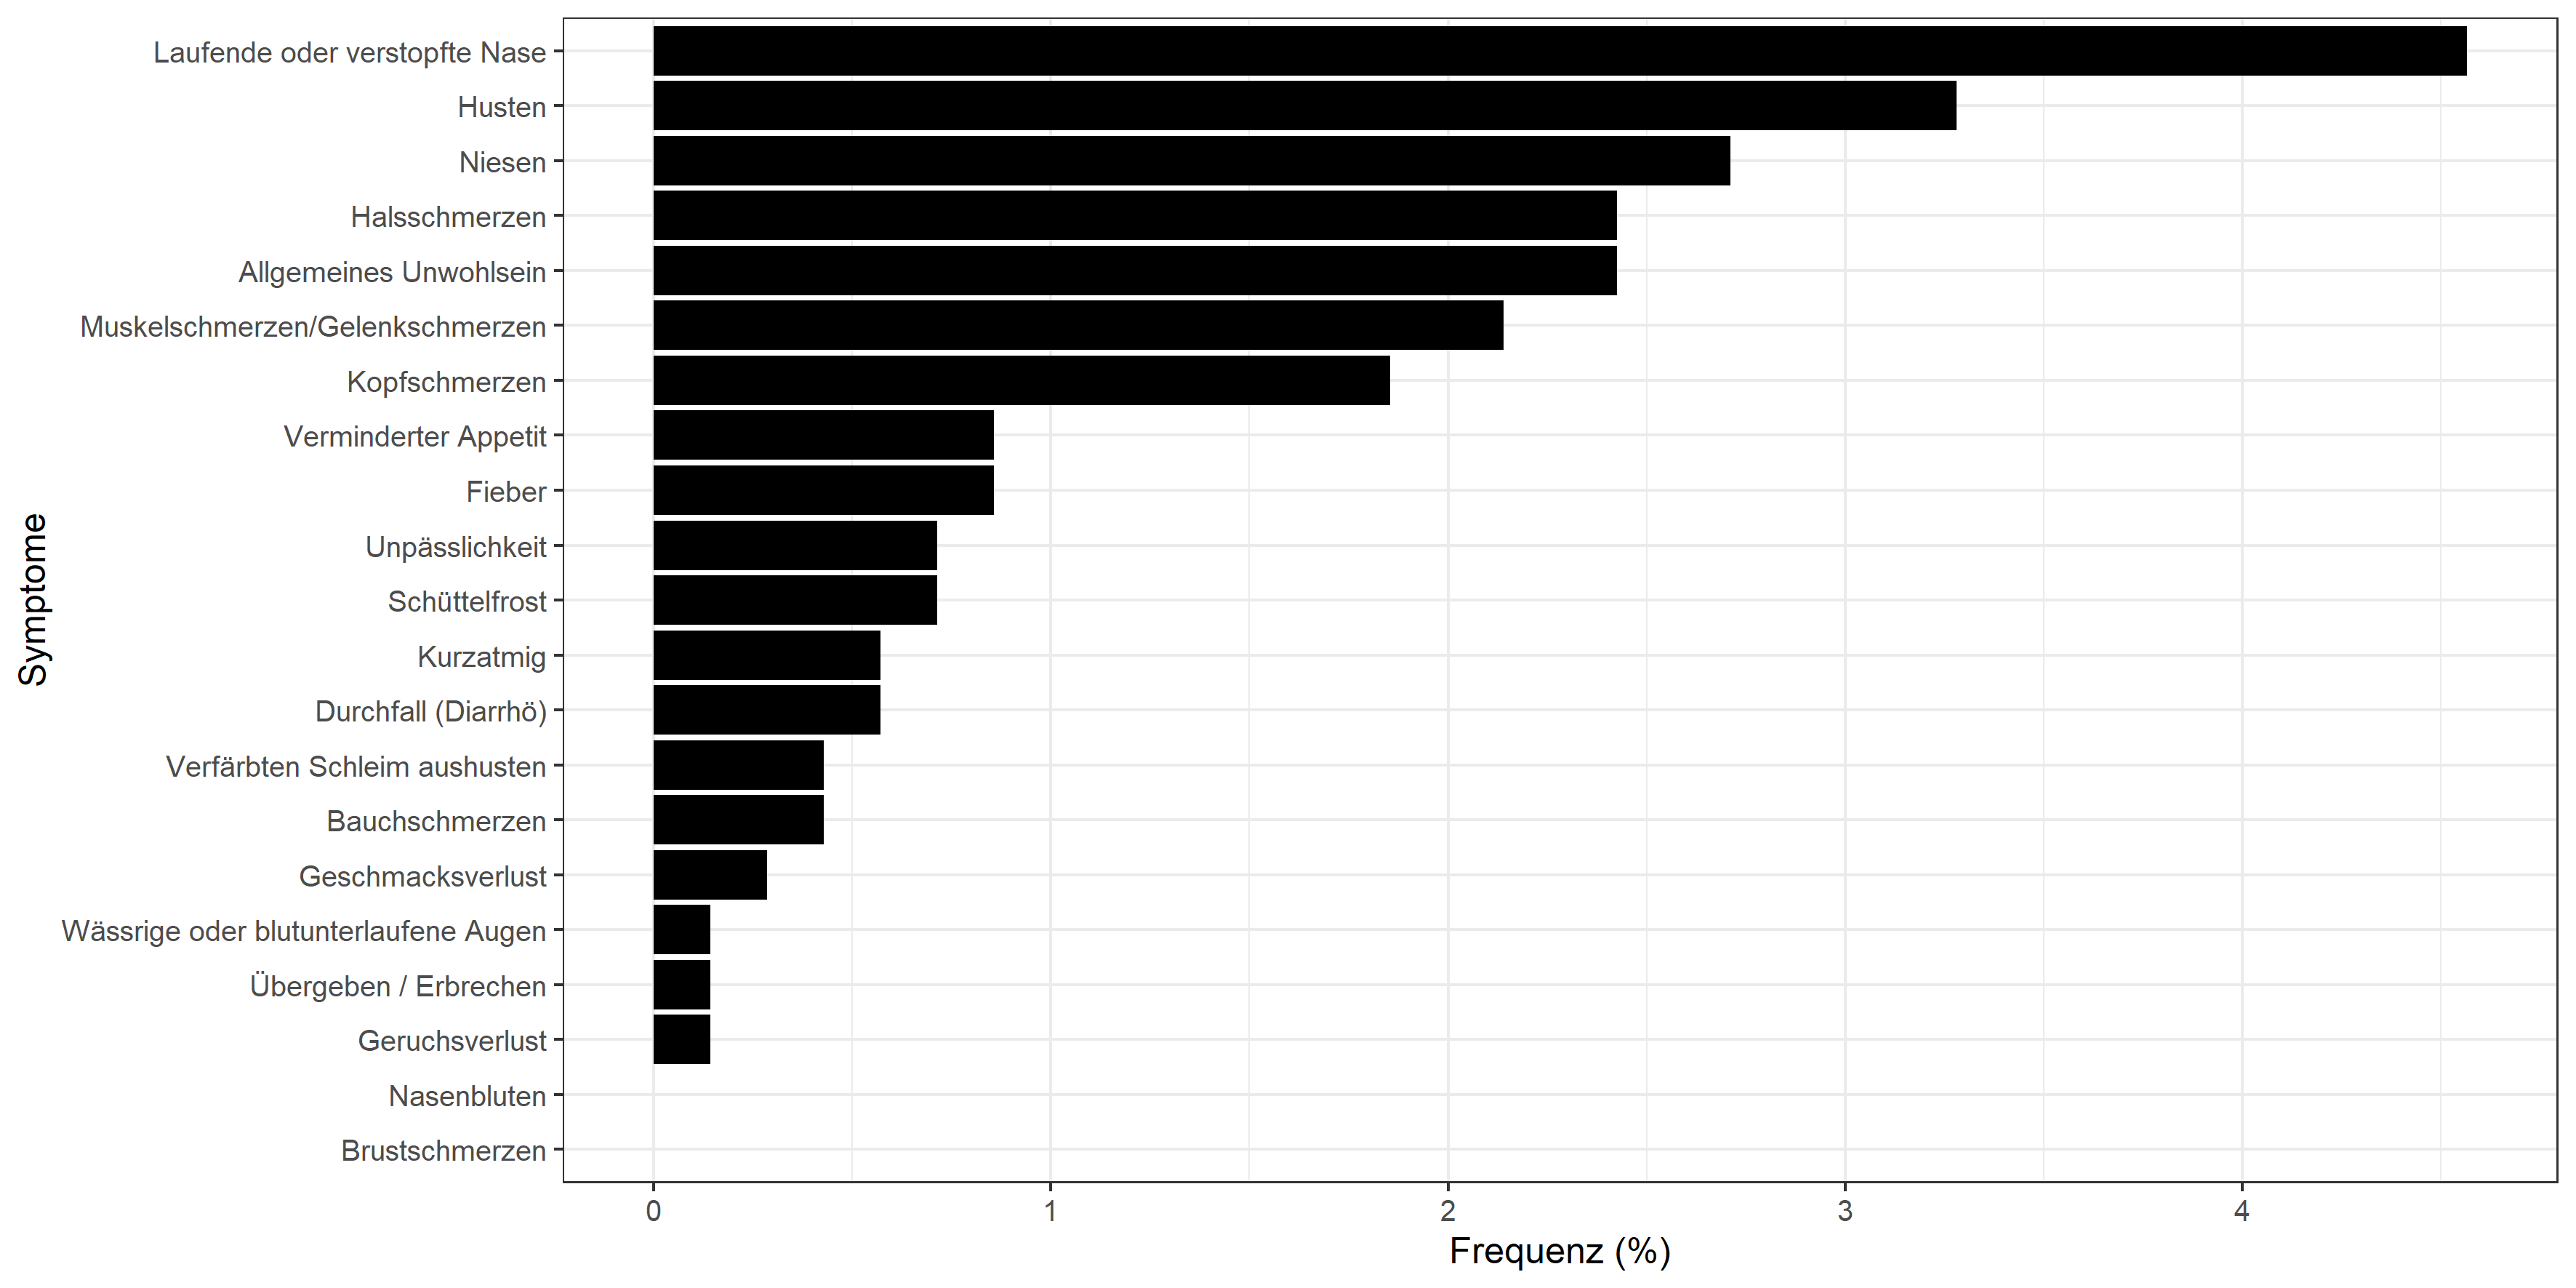 Laufende oder verstopfte Nase
Husten
Niesen
Halsschmerzen
Allgemeines Unwohlsein
Muskelschmerzen/Gelenkschmerzen
Kopfschmerzen
Verminderter Appetit
Fieber
Unpässlichkeit
Schüttelfrost
Kurzatmig
Durchfall (Diarrhö)
Verfärbten Schleim aushusten
Bauchschmerzen
Geschmacksverlust
Wässrige oder blutunterlaufene Augen
Übergeben / Erbrechen
Geruchsverlust
Nasenbluten
Brustschmerzen
Symptome
0 1 2 3 4
Frequenz (%)